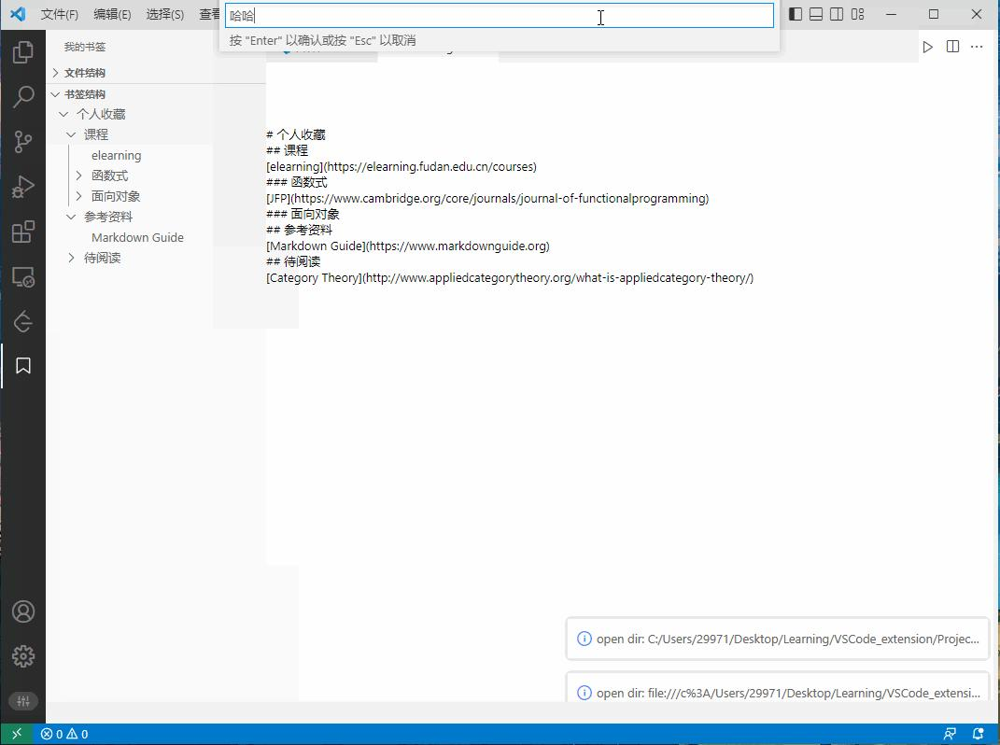 文件(F) 编辑(E) 选择(S) 查看
哈哈
按 "Enter" 以确认或按 "Esc" 以取消
我的书签
文件结构
书签结构
个人收藏
课程
elearning
函数式
面向对象
参考资料
Markdown Guide
待阅读
# 个人收藏
## 课程
[elearning](https://elearning.fudan.edu.cn/courses)
### 函数式
[JFP](https://www.cambridge.org/core/journals/journal-of-functionalprogramming)
### 面向对象
## 参考资料
[Markdown Guide](https://www.markdownguide.org)
## 待阅读
[Category Theory](http://www.appliedcategorytheory.org/what-is-appliedcategory-theory/)
open dir: C:/Users/29971/Desktop/Learning/VSCode_extension/Projec...
open dir: file:///c%3A/Users/29971/Desktop/Learning/VSCode_extensi...
0 0